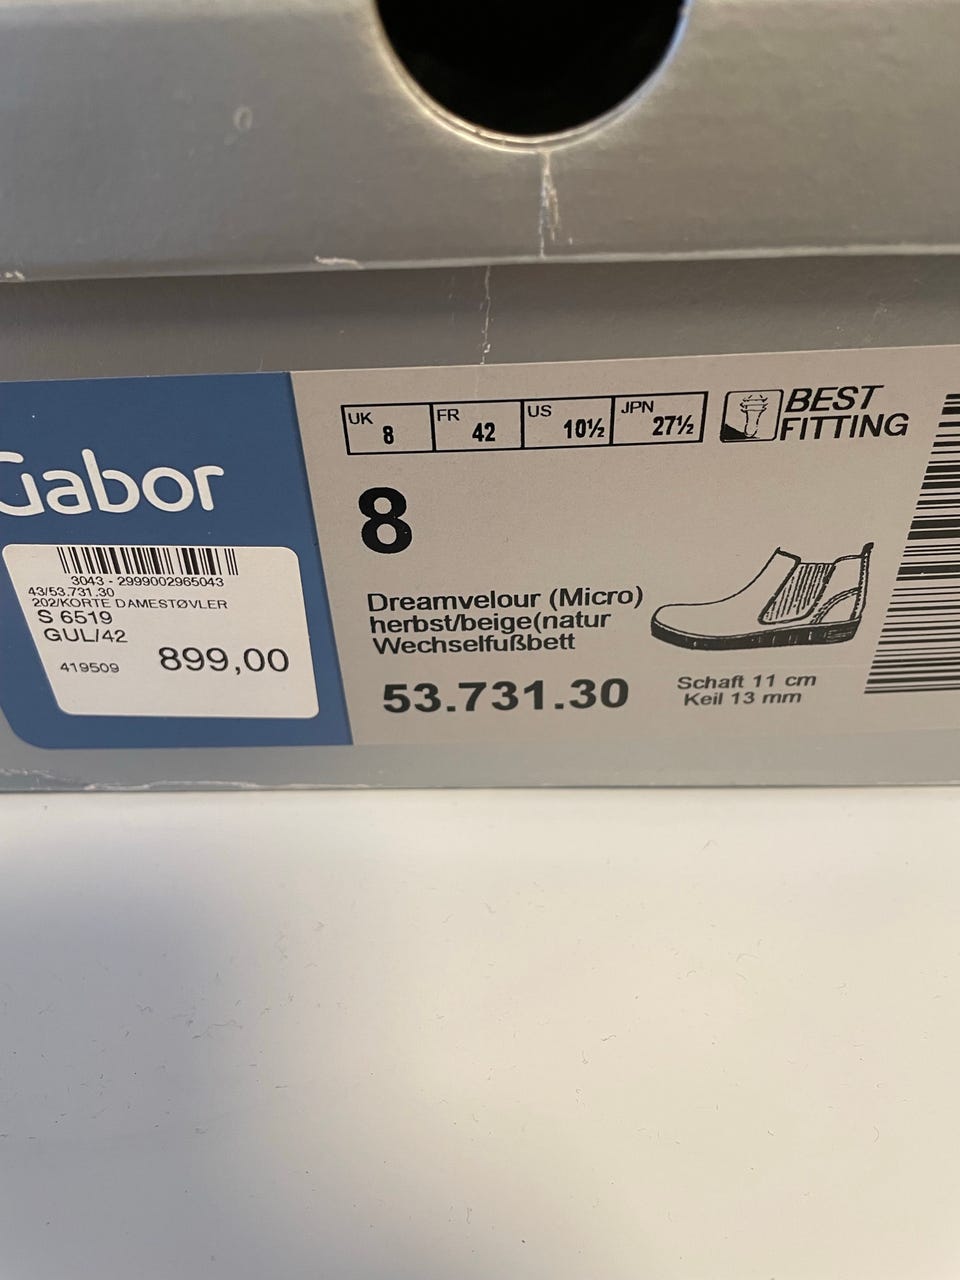 Gabor
3043 - 2999002965043
43/53.731.30
202/KORTE DAMESTØVLER
S 6519
GUL/42
419509 899,00
UK 8 FR 42 US 10½ JPN 27½
BEST
FITTING
8
Dreamvelour (Micro)
herbst/beige(natur
Wechselfußbett
53.731.30
Schaft 11 cm
Keil 13 mm